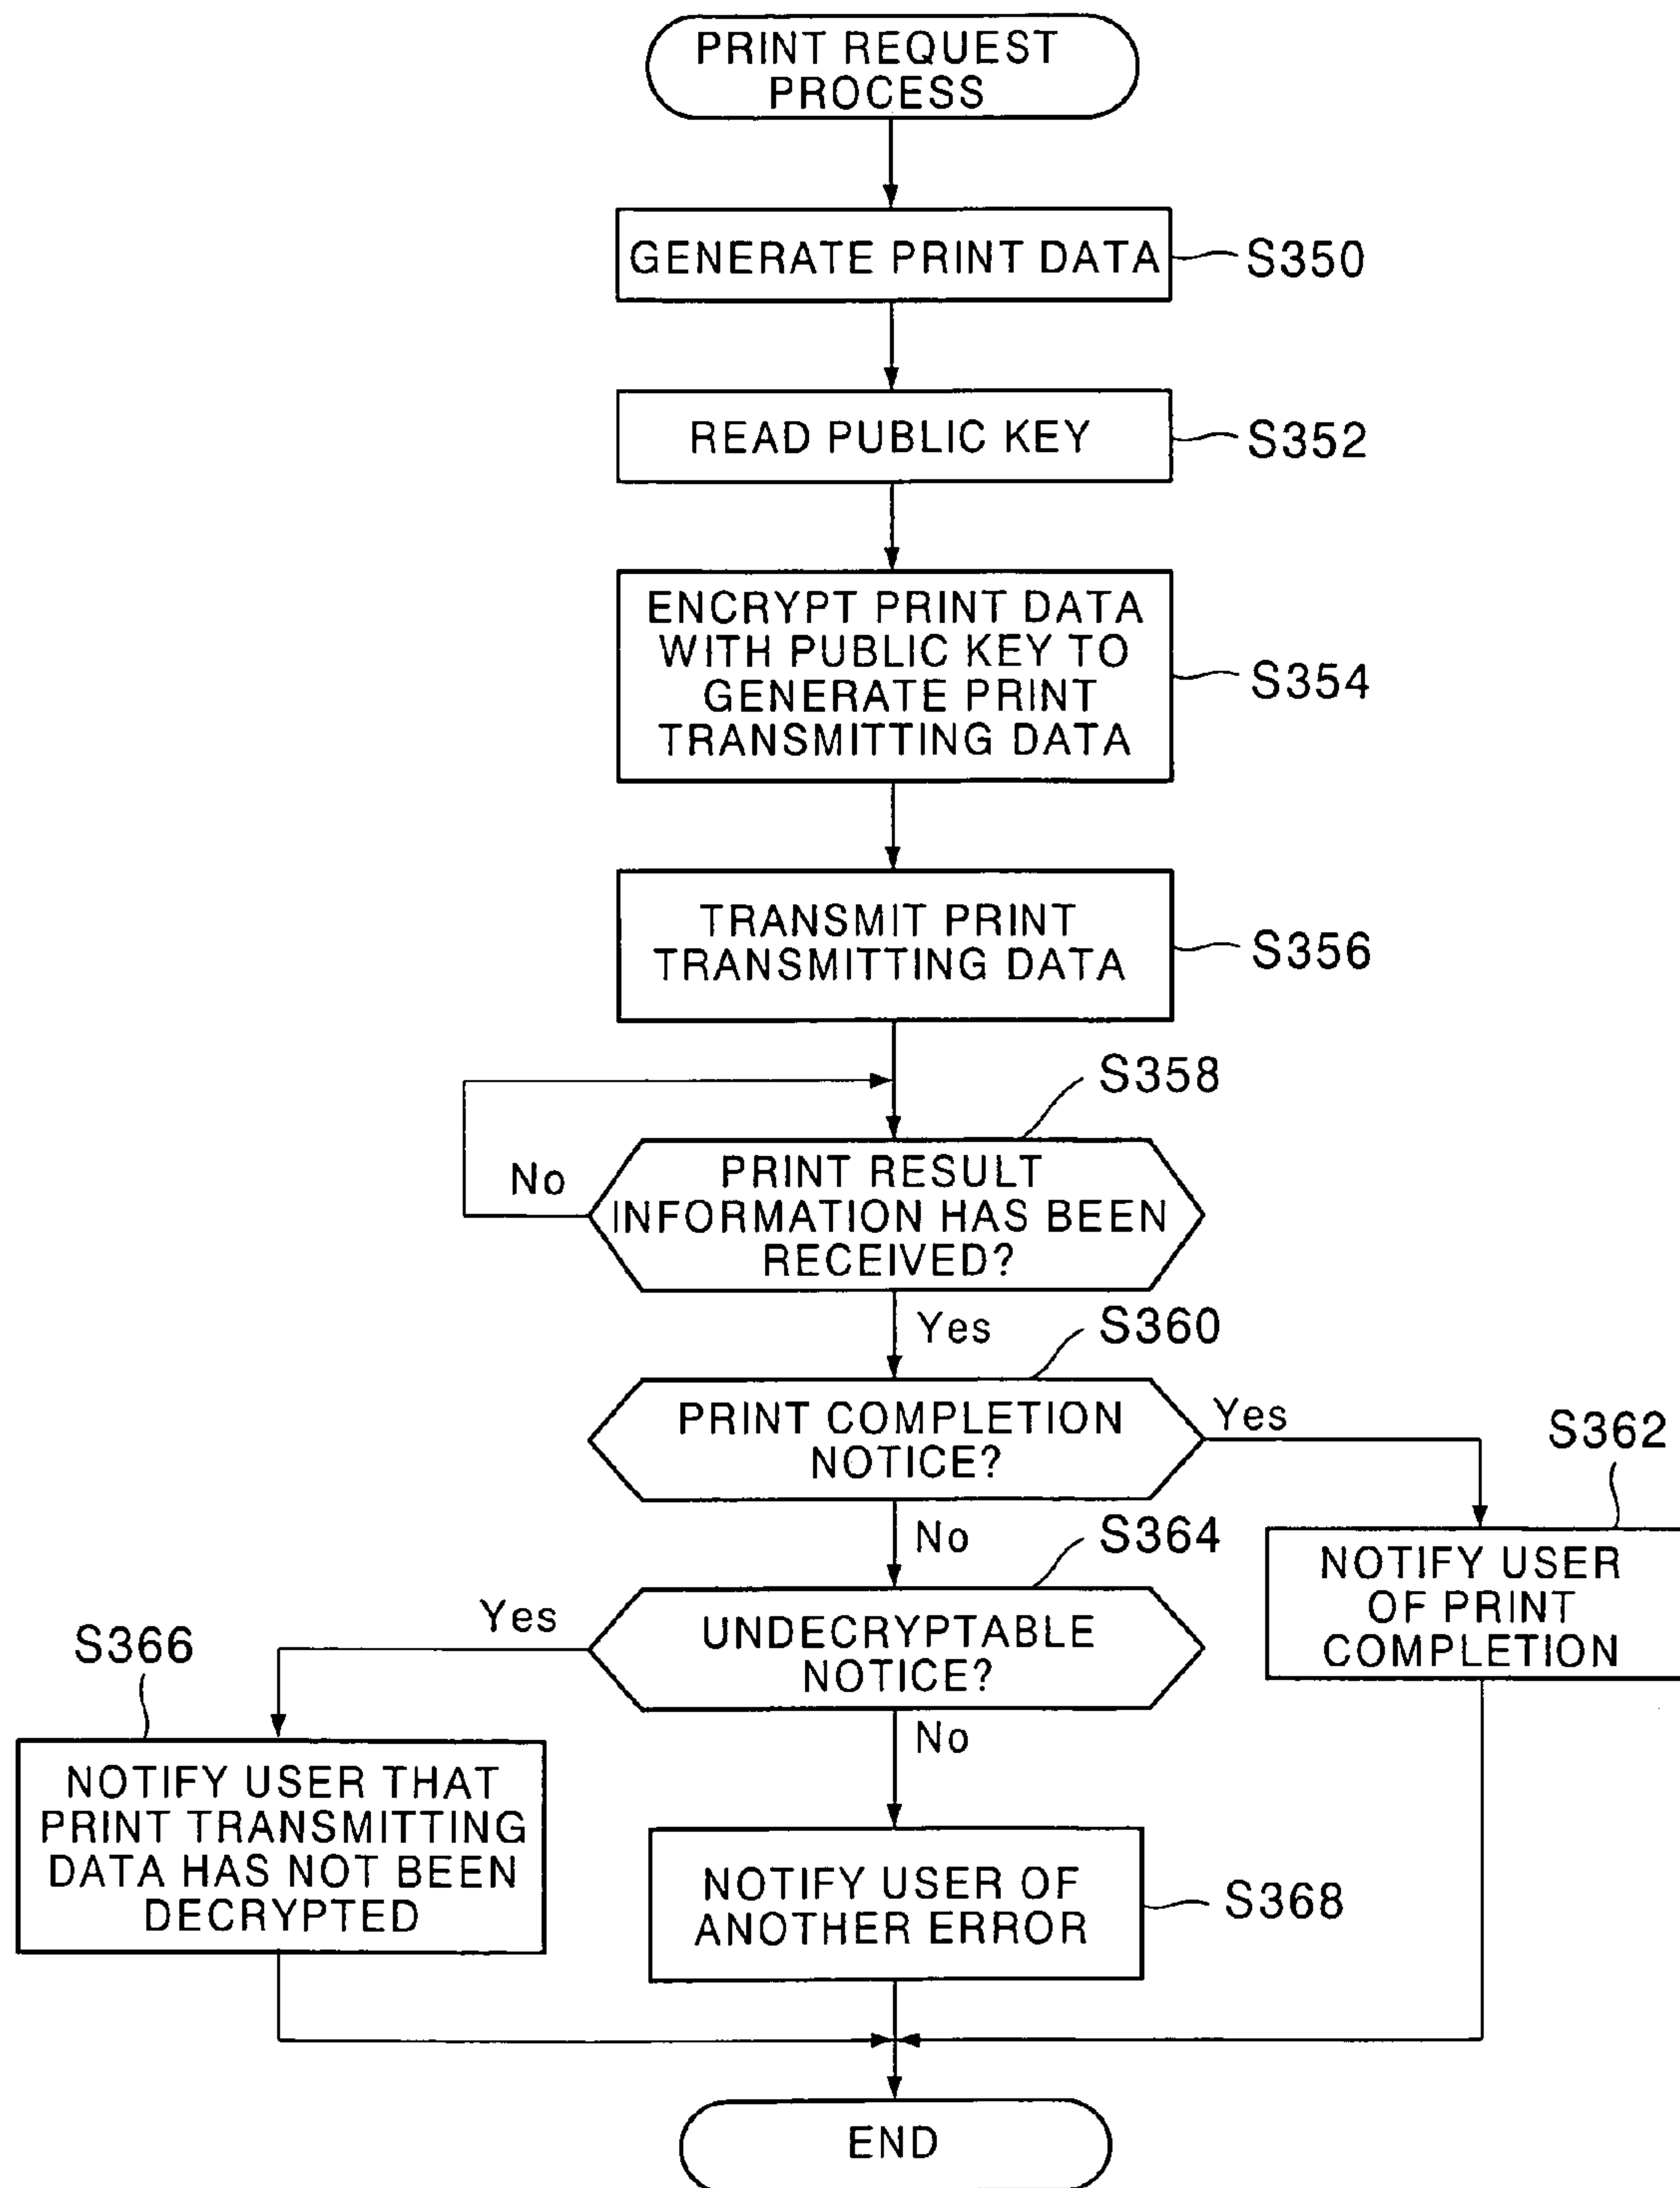 PRINT REQUEST
PROCESS
GENERATE PRINT DATA
S350
READ PUBLIC KEY
S352
ENCRYPT PRINT DATA
WITH PUBLIC KEY TO
GENERATE PRINT
TRANSMITTING DATA
S354
TRANSMIT PRINT
TRANSMITTING DATA
S356
S358
No
PRINT RESULT
INFORMATION HAS BEEN
RECEIVED?
Yes
S360
PRINT COMPLETION
NOTICE?
Yes
S362
NOTIFY USER
OF PRINT
COMPLETION
No
S364
UNDECRYPTABLE
NOTICE?
Yes
S366
NOTIFY USER THAT
PRINT TRANSMITTING
DATA HAS NOT BEEN
DECRYPTED
No
NOTIFY USER OF
ANOTHER ERROR
S368
END